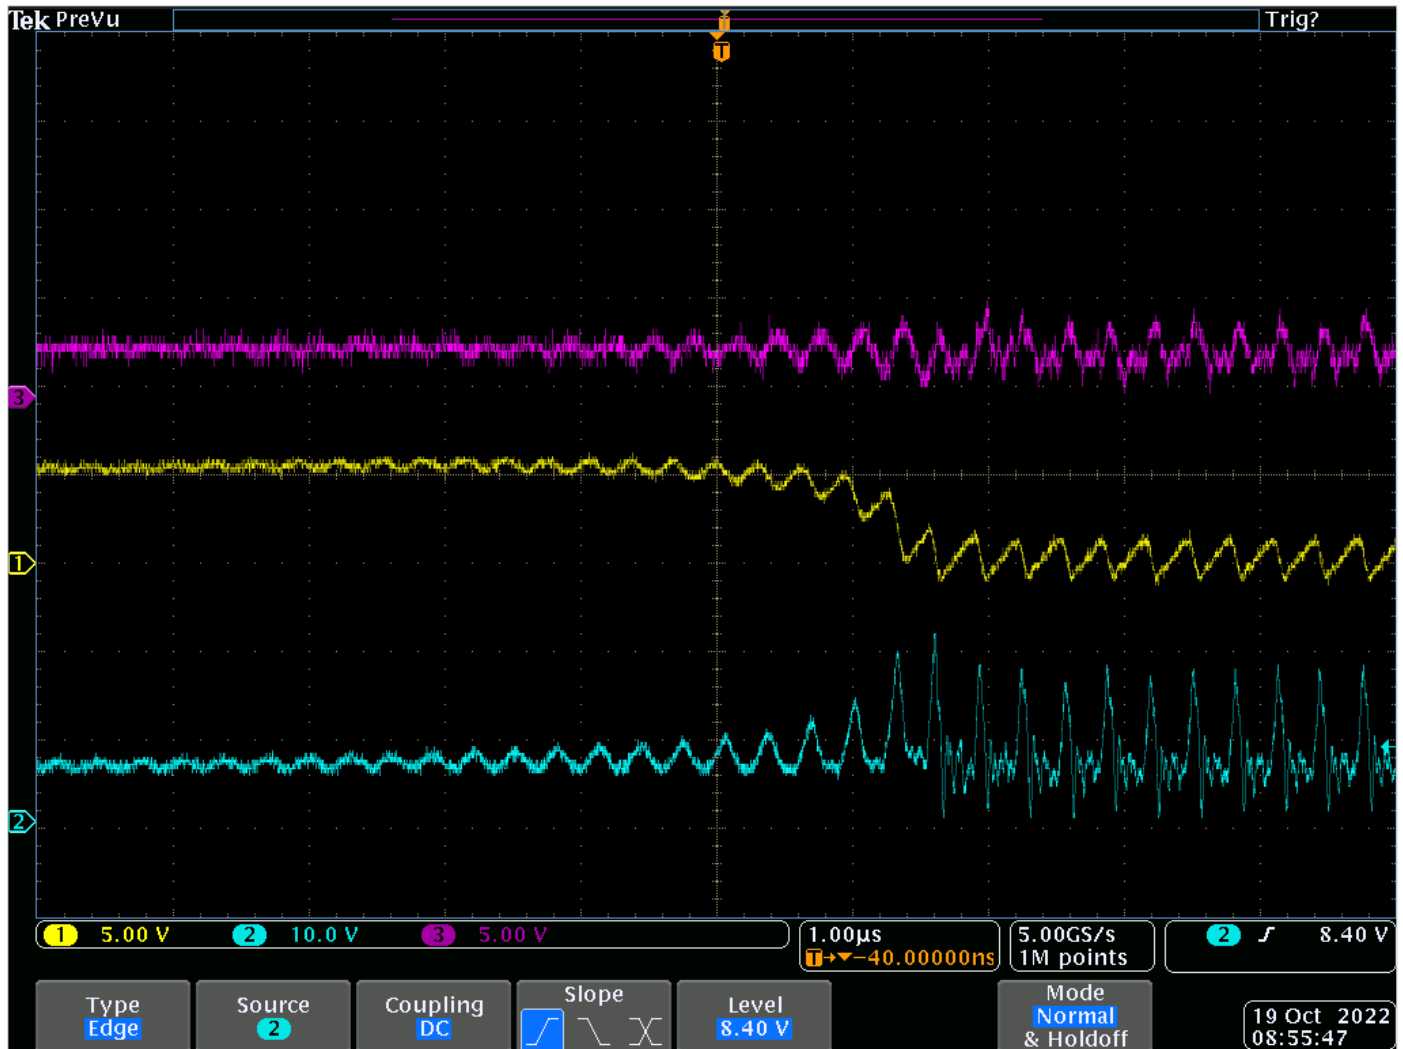 Tek PreVu Trig?
T
3
1
2
1 5.00 V 2 10.0 V 3 5.00 V
1.00µs
T→▼−40.00000ns
5.00GS/s
1M points
2 8.40 V
Type
Edge
Source
2
Coupling
DC
Slope
Level
8.40 V
Mode
Normal
& Holdoff
19 Oct 2022
08:55:47